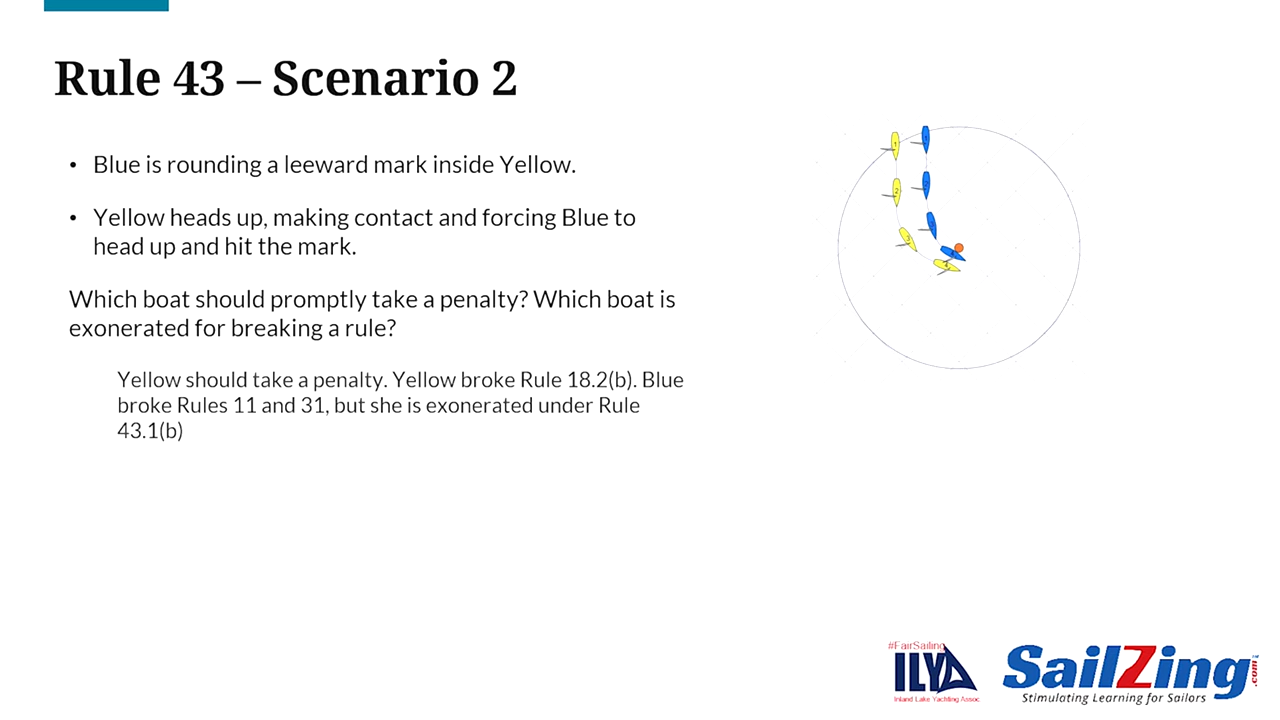 Rule 43 – Scenario 2
• Blue is rounding a leeward mark inside Yellow.
• Yellow heads up, making contact and forcing Blue to
head up and hit the mark.
Which boat should promptly take a penalty? Which boat is
exonerated for breaking a rule?
Yellow should take a penalty. Yellow broke Rule 18.2(b). Blue
broke Rules 11 and 31, but she is exonerated under Rule
43.1(b)
#FairSailing
ILYA
Inland Lake Yachting Assoc.
SailZing.com
Stimulating Learning for Sailors